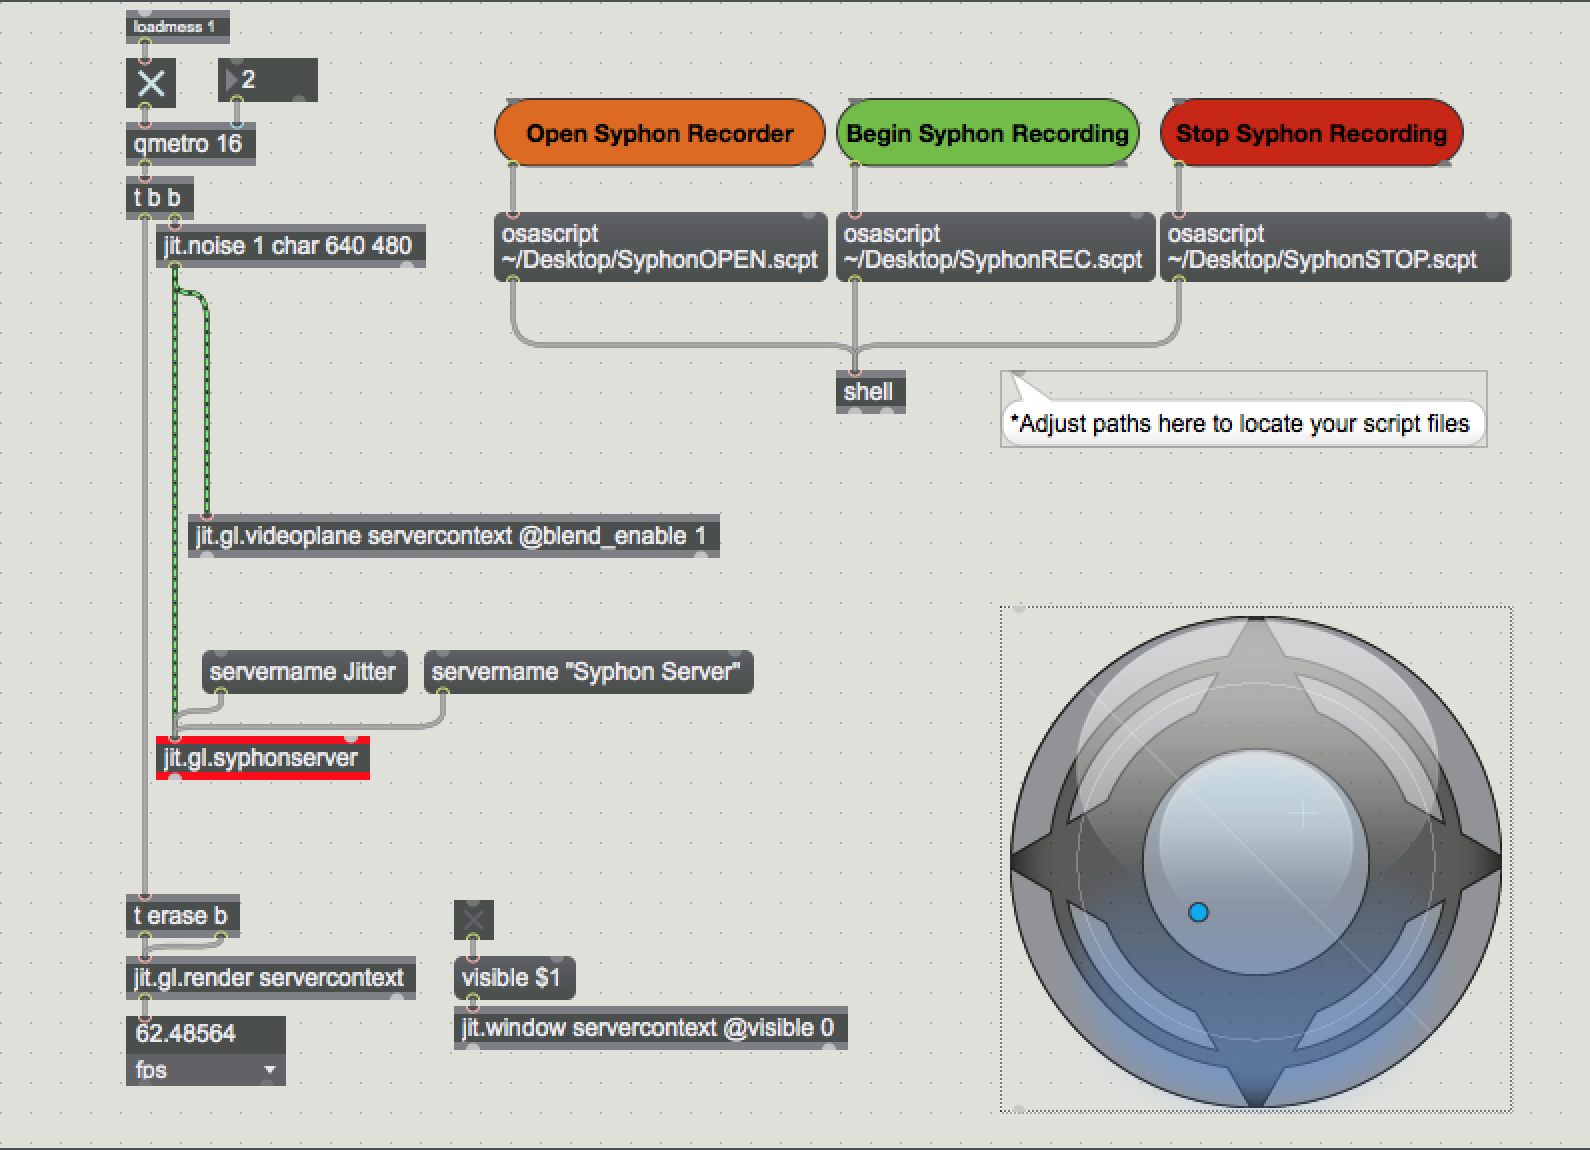 loadmess 1
2
qmetro 16
t b b
jit.noise 1 char 640 480
Open Syphon Recorder
Begin Syphon Recording
Stop Syphon Recording
osascript
~/Desktop/SyphonOPEN.scpt
osascript
~/Desktop/SyphonREC.scpt
osascript
~/Desktop/SyphonSTOP.scpt
shell
*Adjust paths here to locate your script files
jit.gl.videoplane servercontext @blend_enable 1
servername Jitter
servername "Syphon Server"
jit.gl.syphonserver
t erase b
jit.gl.render servercontext
62.48564
fps
visible $1
jit.window servercontext @visible 0